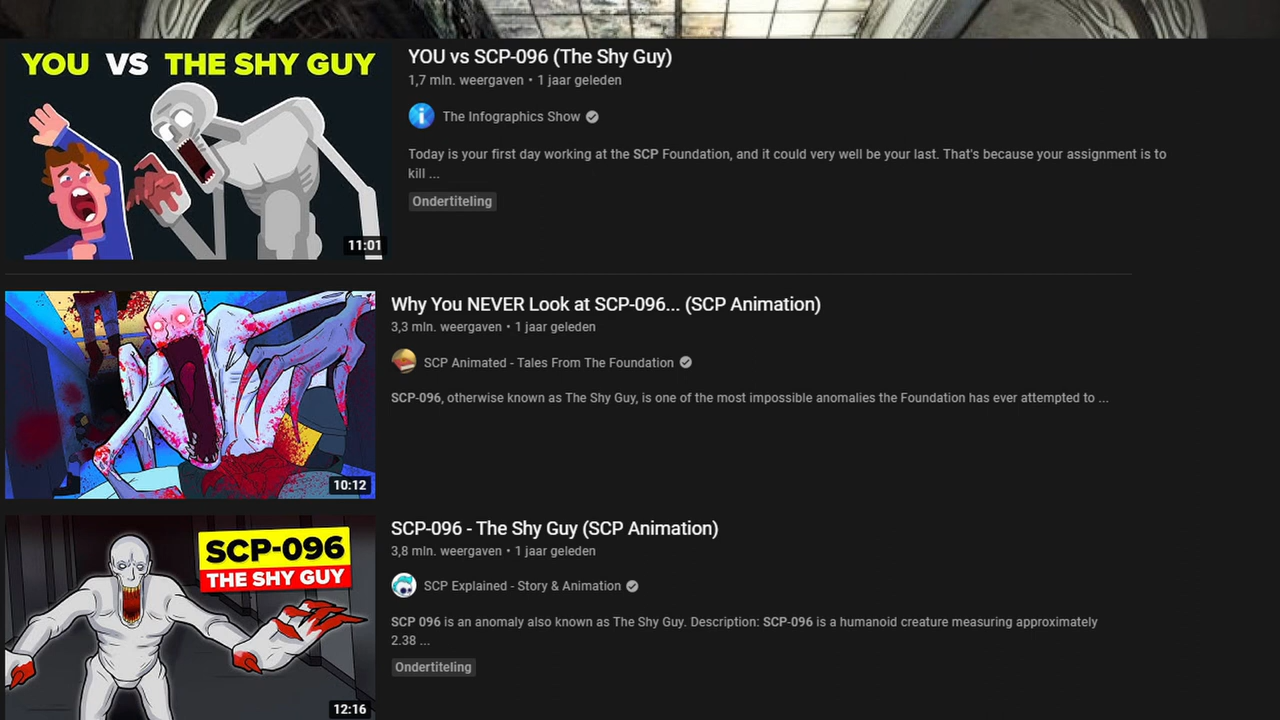 YOU VS THE SHY GUY
11:01
YOU vs SCP-096 (The Shy Guy)
1,7 mln. weergaven • 1 jaar geleden
The Infographics Show
Today is your first day working at the SCP Foundation, and it could very well be your last. That's because your assignment is to
kill ...
Ondertiteling
10:12
Why You NEVER Look at SCP-096... (SCP Animation)
3,3 mln. weergaven • 1 jaar geleden
SCP Animated - Tales From The Foundation
SCP-096, otherwise known as The Shy Guy, is one of the most impossible anomalies the Foundation has ever attempted to ...
SCP-096
THE SHY GUY
12:16
SCP-096 - The Shy Guy (SCP Animation)
3,8 mln. weergaven • 1 jaar geleden
SCP Explained - Story & Animation
SCP 096 is an anomaly also known as The Shy Guy. Description: SCP-096 is a humanoid creature measuring approximately
2.38 ...
Ondertiteling